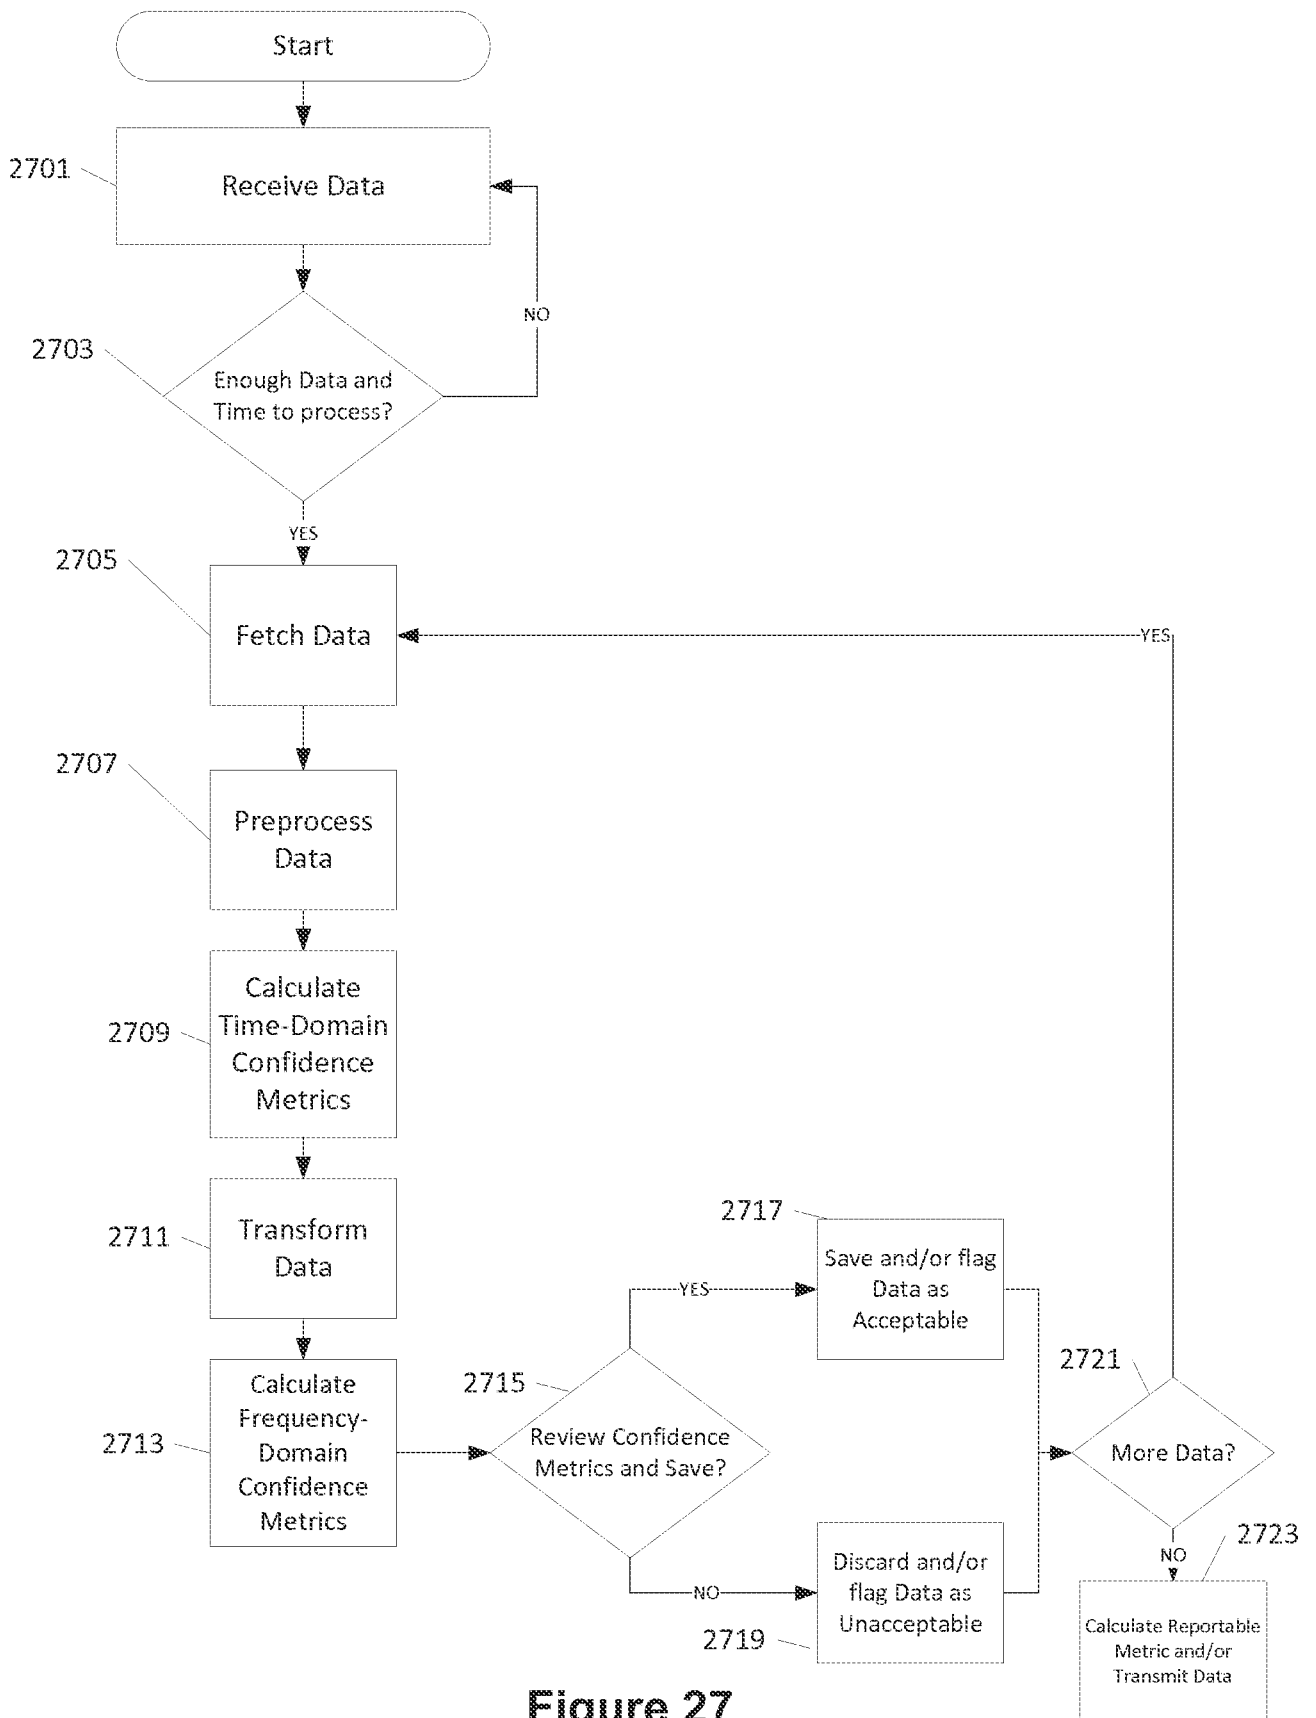 Start
2701
Receive Data
NO
2703
Enough Data and
Time to process?
YES
2705
Fetch Data
YES
2707
Preprocess
Data
2709
Calculate
Time-Domain
Confidence
Metrics
2711
Transform
Data
2713
Calculate
Frequency-
Domain
Confidence
Metrics
2715
Review Confidence
Metrics and Save?
YES
2717
Save and/or flag
Data as
Acceptable
NO
2719
Discard and/or
flag Data as
Unacceptable
2721
More Data?
NO
2723
Calculate Reportable
Metric and/or
Transmit Data
Figure 27